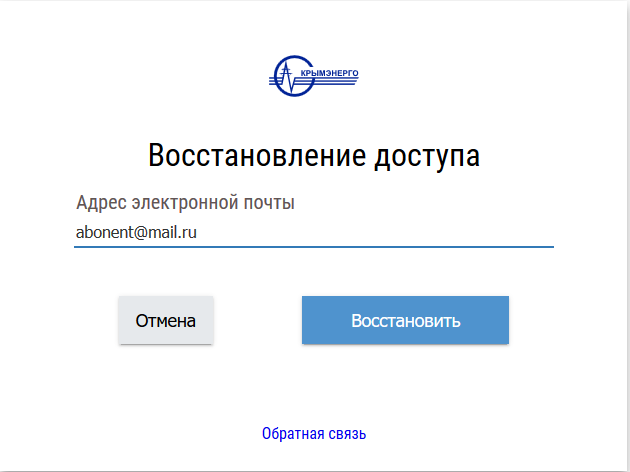 КРЫМЭНЕРГО
Восстановление доступа
Адрес электронной почты
abonent@mail.ru
Отмена
Восстановить
Обратная связь